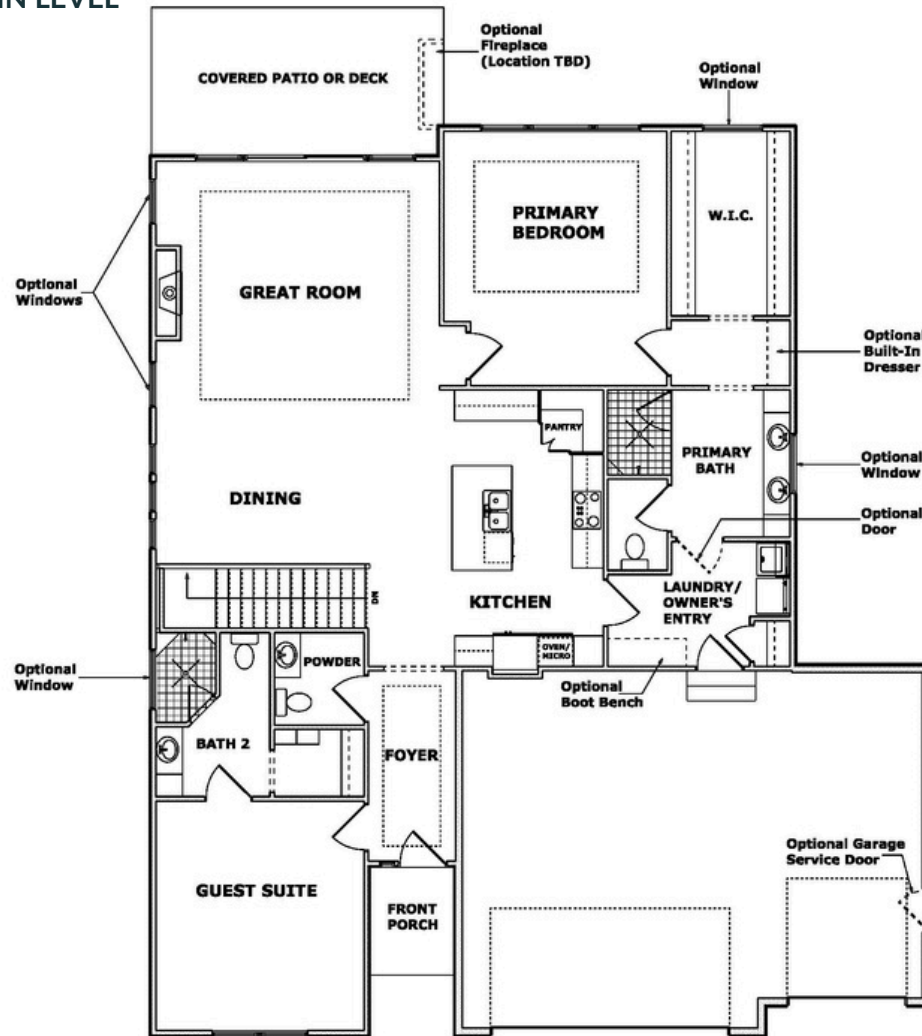 IN LEVEL
Optional
Fireplace
(Location TBD)
COVERED PATIO OR DECK
Optional
Window
PRIMARY
BEDROOM
W.I.C.
Optional
Windows
GREAT ROOM
Optional
Built-In
Dresser
PANTRY
PRIMARY
BATH
Optional
Window
DINING
Optional
Door
LAUNDRY/
OWNER'S
ENTRY
DN
KITCHEN
OVEN/
MICRO
Optional
Window
POWDER
Optional
Boot Bench
BATH 2
FOYER
Optional Garage
Service Door
GUEST SUITE
FRONT
PORCH